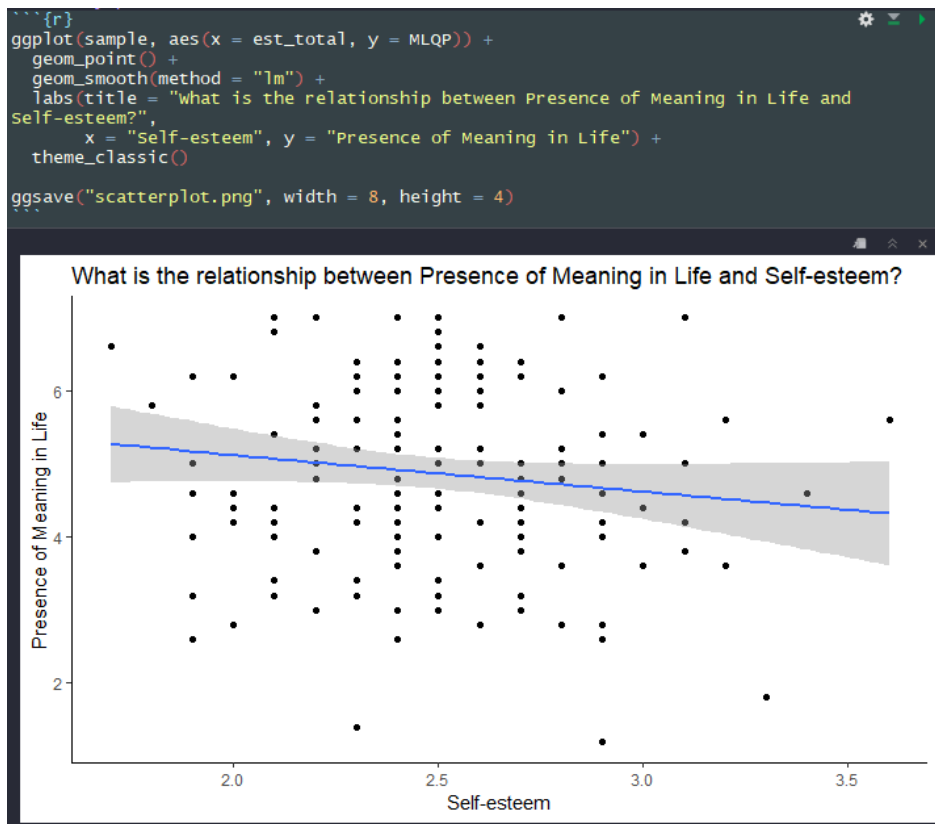 ```{r}
ggplot(sample, aes(x = est_total, y = MLQP)) +
  geom_point() +
  geom_smooth(method = "lm") +
  labs(title = "What is the relationship between Presence of Meaning in Life and
Self-esteem?",
       x = "Self-esteem", y = "Presence of Meaning in Life") +
  theme_classic()
ggsave("scatterplot.png", width = 8, height = 4)
```
What is the relationship between Presence of Meaning in Life and Self-esteem?
Presence of Meaning in Life
6
4
2
2.0 2.5 3.0 3.5
Self-esteem